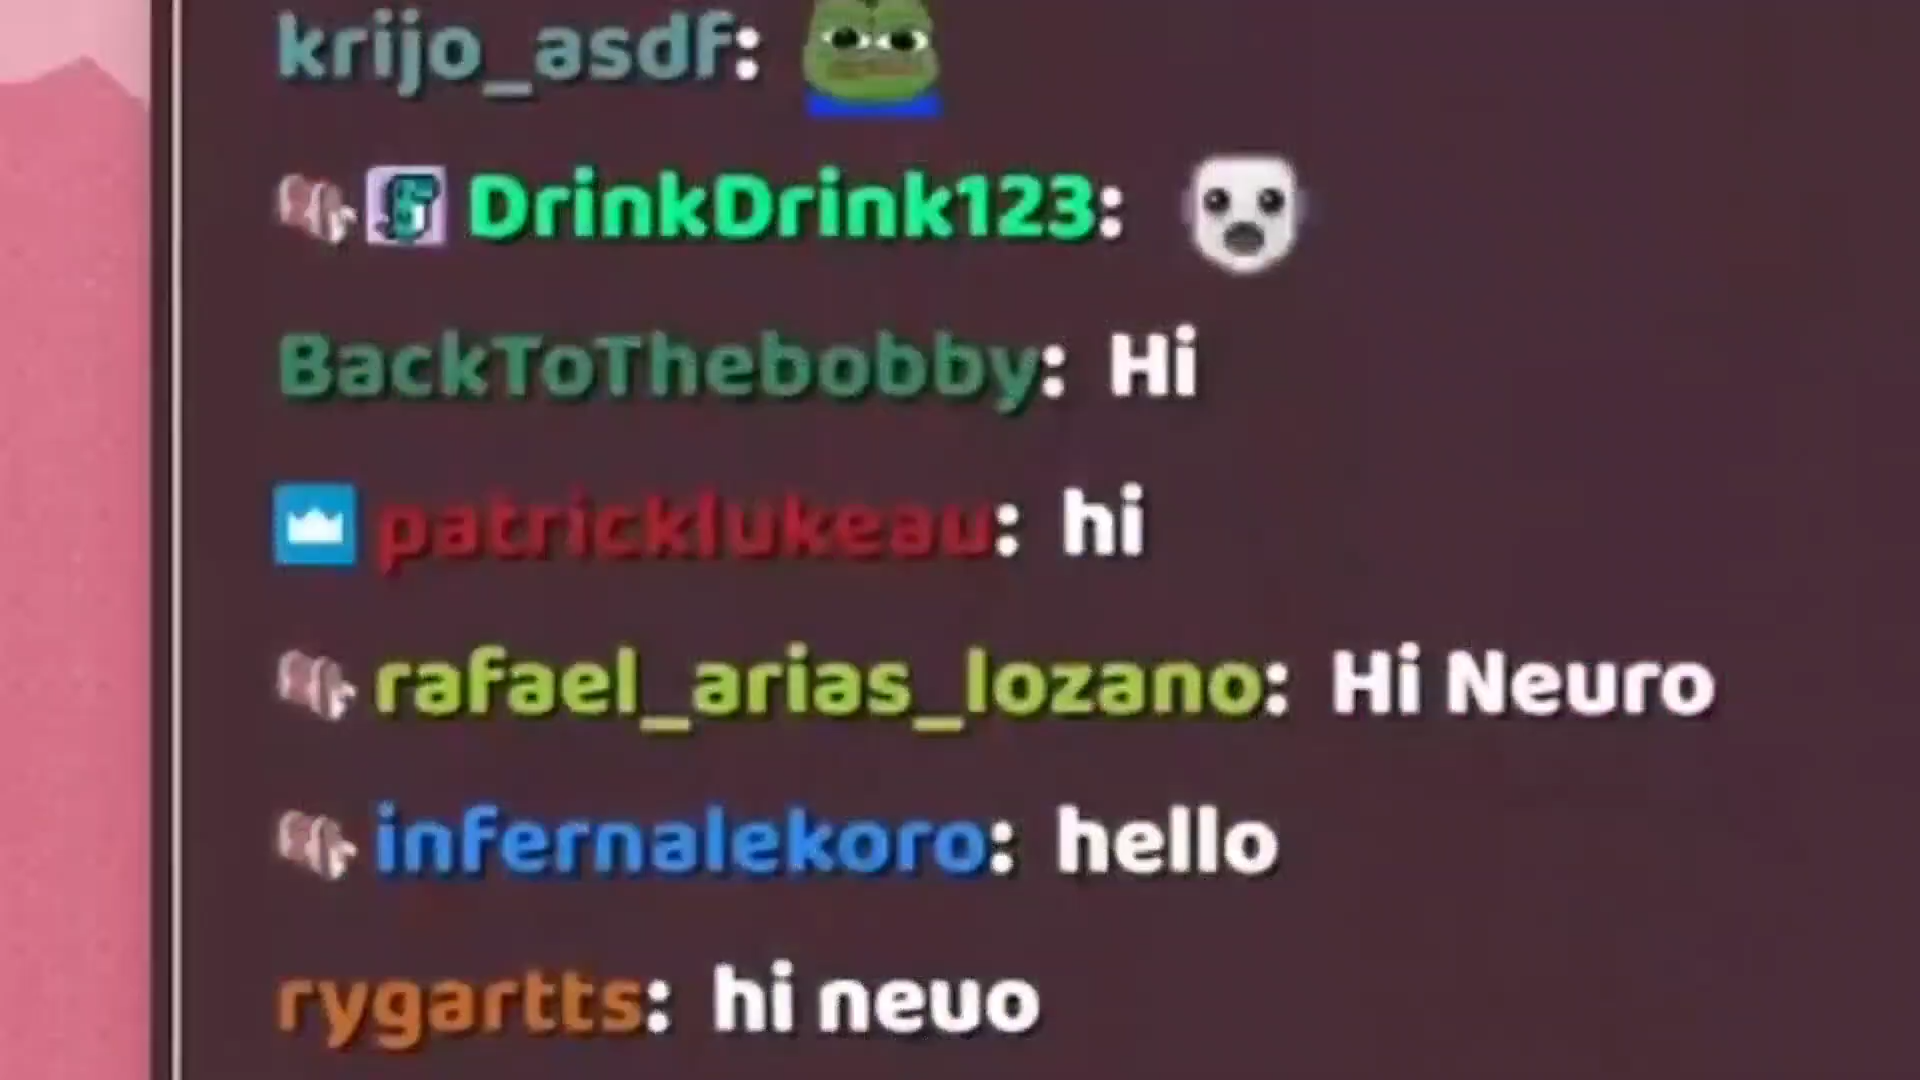 krijo_asdf:
DrinkDrink123:
BackToThebobby: Hi
patricklukeau: hi
rafael_arias_lozano: Hi Neuro
infernalekoro: hello
rygartts: hi neuo